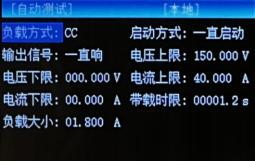 [自动测试] [本地]
负载方式: CC 启动方式: 一直启动
输出信号: 一直响 电压上限: 150.000 V
电压下限: 000.000 V 电流上限: 40.000 A
电流下限: 00.000 A 带载时限: 00001.2 s
负载大小: 01.800 A